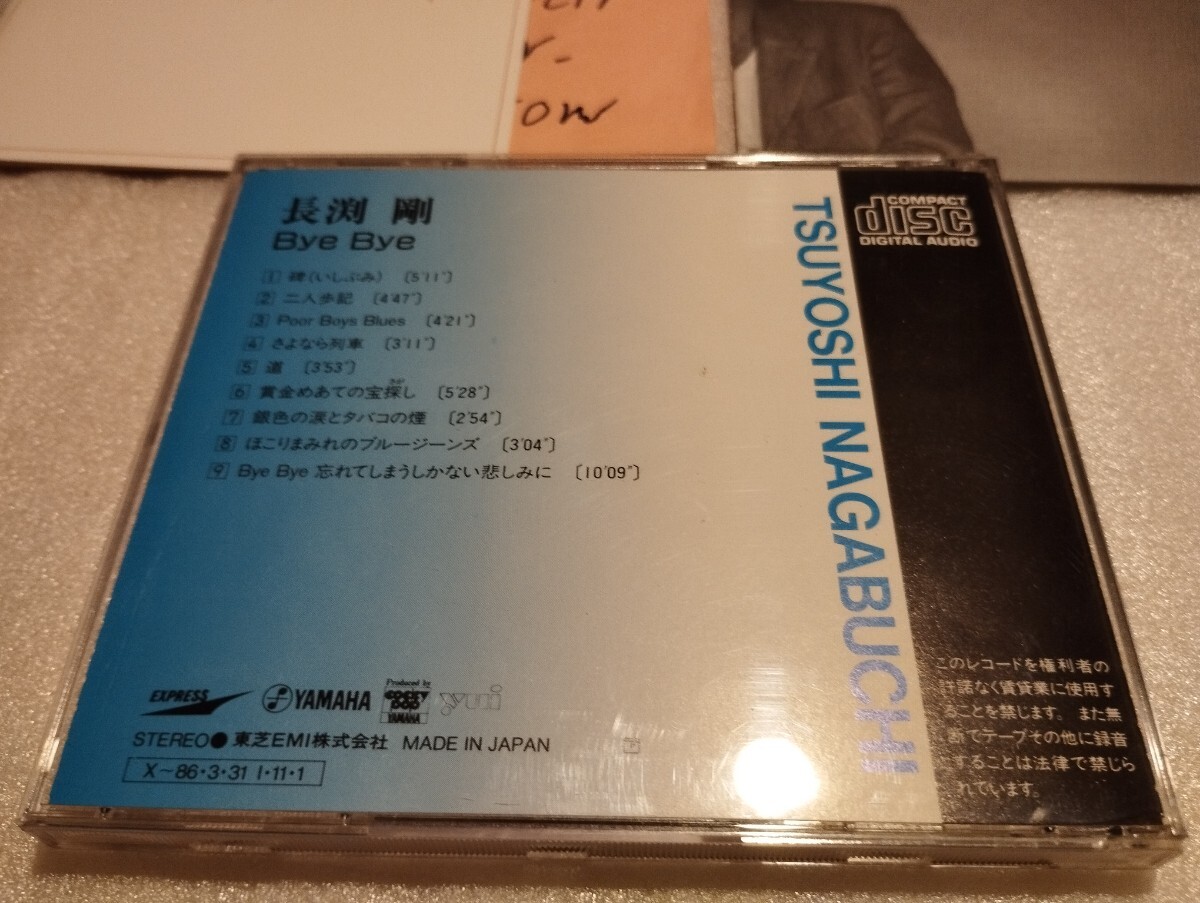 ow
長渕 剛
Bye Bye
1 碑(いしぶみ) 〔5'11"〕
2 二人歩記 〔4'47"〕
3 Poor Boys Blues 〔4'21"〕
4 さよなら列車 〔3'11"〕
5 道 〔3'53"〕
6 賞金めあての宝探し 〔5'28"〕
7 銀色の涙とタバコの煙 〔2'54"〕
8 ほこりまみれのブルージーンズ 〔3'04"〕
9 Bye Bye 忘れてしまうしかない悲しみに 〔10'09"〕
TSUYOSHI NAGABUCHI
COMPACT
disc
DIGITAL AUDIO
EXPRESS
YAMAHA
Produced by
YAMAHA
yui
STEREO● 東芝EMI株式会社 MADE IN JAPAN
X〜86・3・31 I・11・1
このレコードを権利者の
許諾なく賃貸業に使用す
ることを禁じます。また無
断でテープその他に録音
することは法律で禁じら
れています。